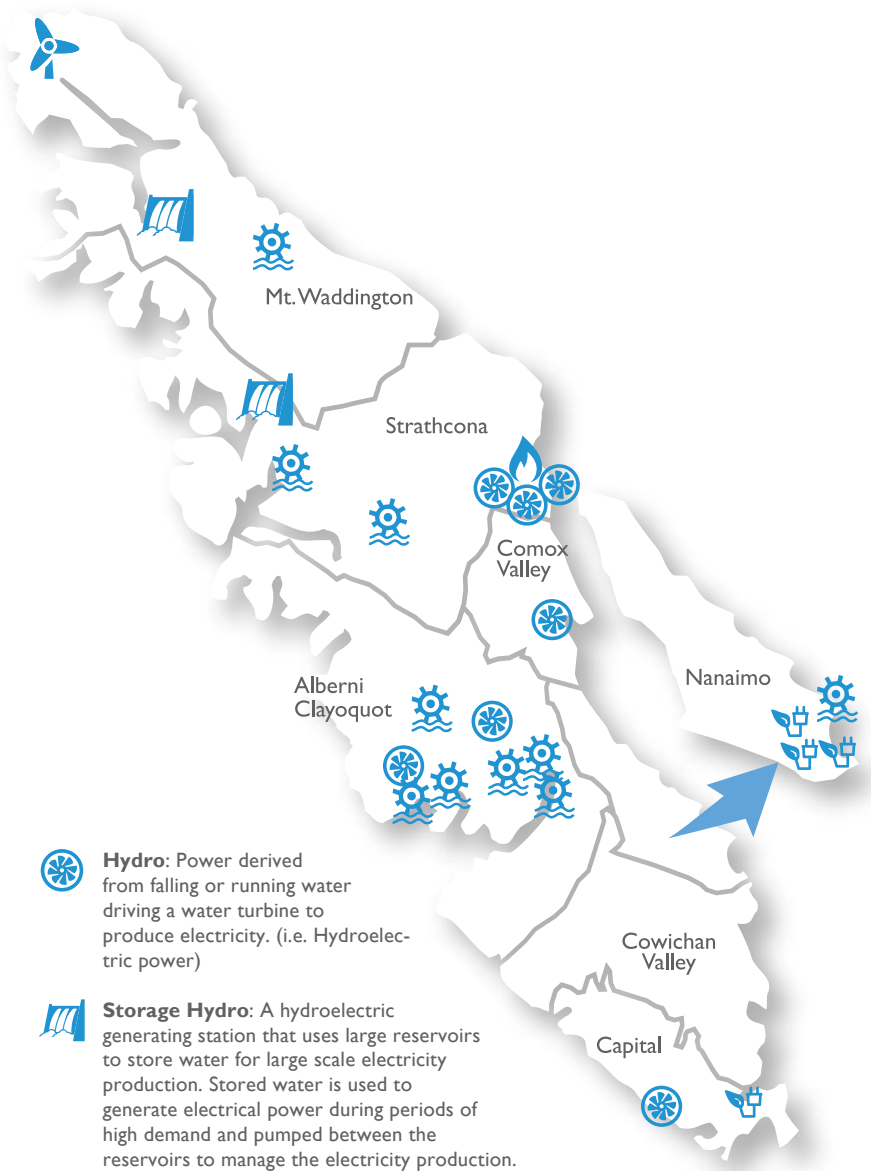 Mt. Waddington
Strathcona
Comox
Valley
Nanaimo
Alberni
Clayoquot
Hydro: Power derived
from falling or running water
driving a water turbine to
produce electricity. (i.e. Hydroelec-
tric power)
Cowichan
Valley
Storage Hydro: A hydroelectric
generating station that uses large reservoirs
to store water for large scale electricity
production. Stored water is used to
generate electrical power during periods of
high demand and pumped between the
reservoirs to manage the electricity production.
Capital